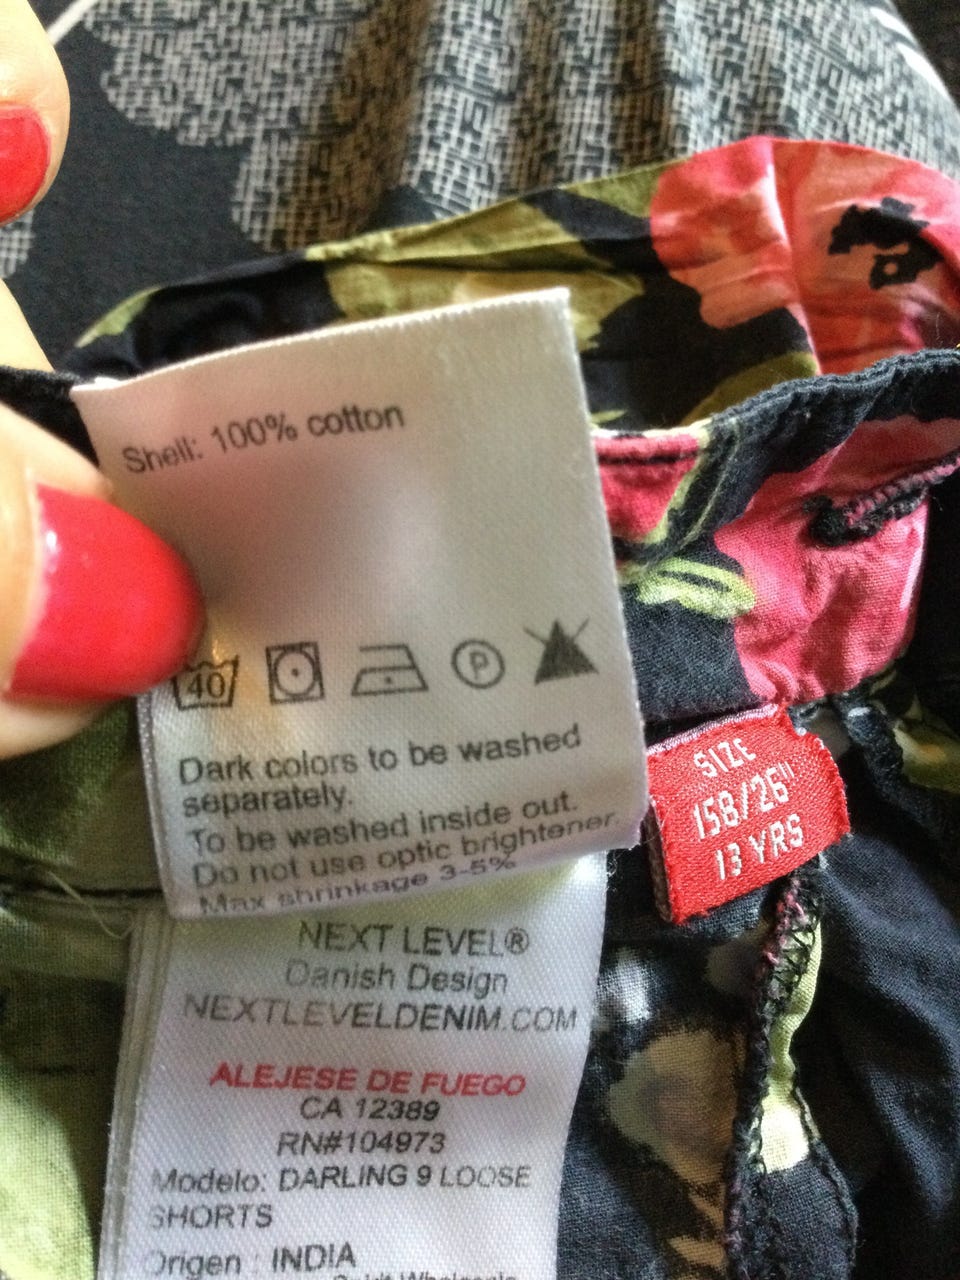 Shell: 100% cotton
40
P
Dark colors to be washed
separately.
To be washed inside out.
Do not use optic brightener.
Max shrinkage 3-5%
SIZE
158/26"
13 YRS
NEXT LEVEL®
Danish Design
NEXTLEVELDENIM.COM
ALEJESE DE FUEGO
CA 12389
RN#104973
Modelo: DARLING 9 LOOSE
SHORTS
Origen : INDIA